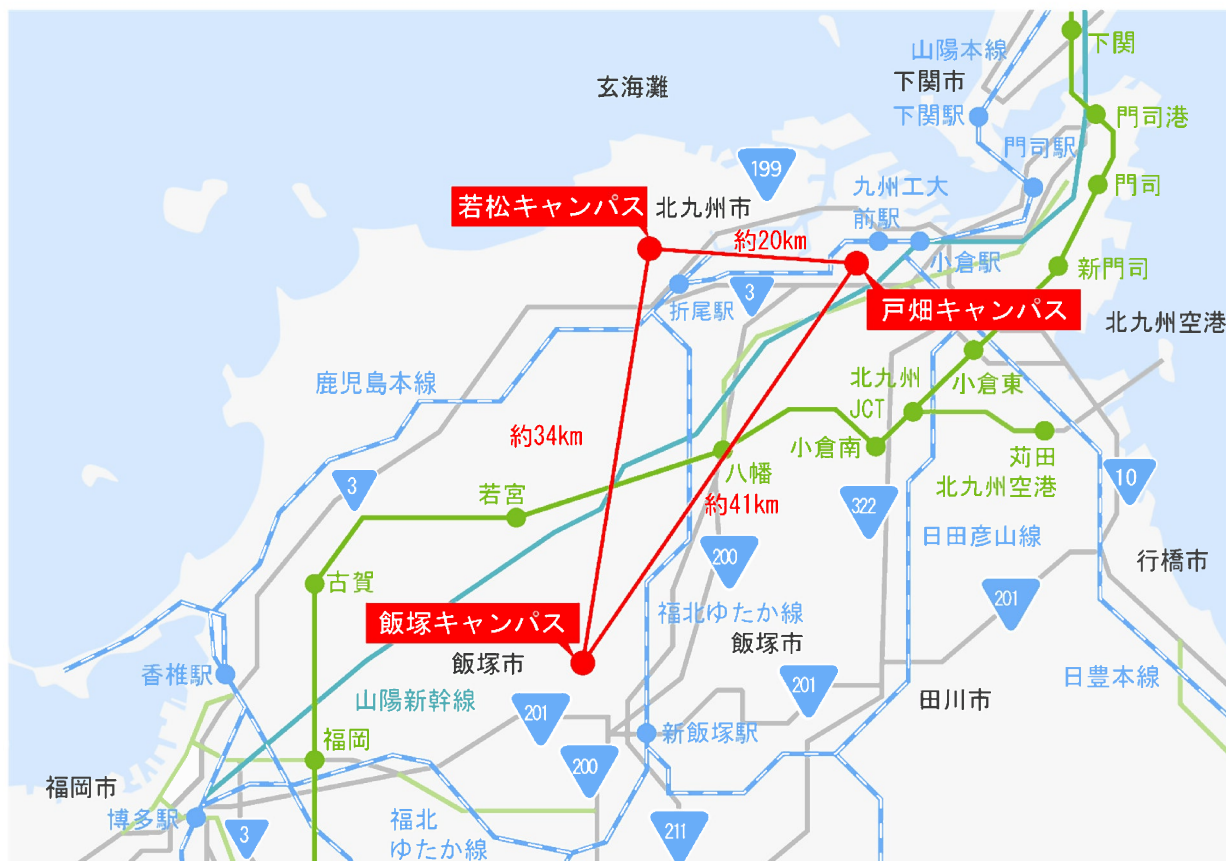 山陽本線
下関
玄海灘
下関市
下関駅
門司港
門司駅
199
九州工大
前駅
門司
若松キャンパス
北九州市
約20km
小倉駅
新門司
3
折尾駅
戸畑キャンパス
北九州空港
鹿児島本線
北九州
JCT
小倉東
約34km
小倉南
苅田
北九州空港
八幡
3
10
若宮
約41km
322
日田彦山線
200
行橋市
古賀
201
飯塚キャンパス
福北ゆたか線
飯塚市
飯塚市
香椎駅
山陽新幹線
201
201
田川市
日豊本線
福岡
新飯塚駅
200
福岡市
博多駅
3
福北
ゆたか線
211